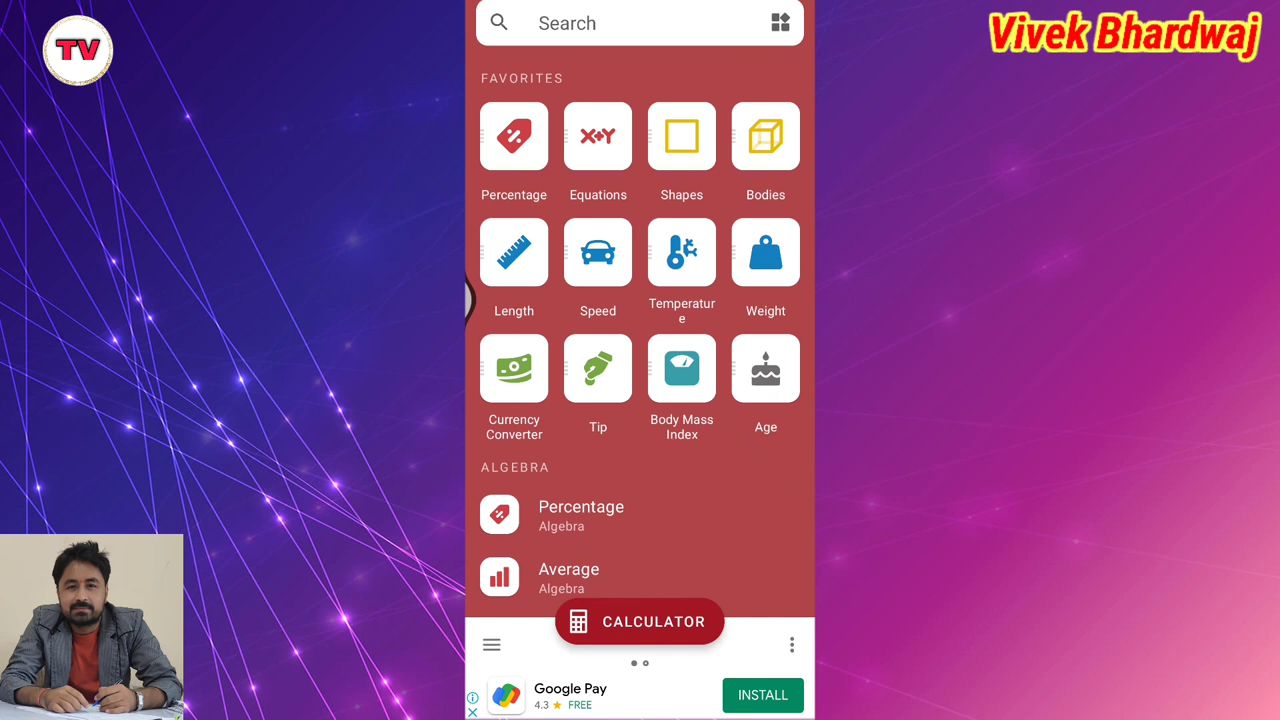 TV
Vivek Bhardwaj
Search
FAVORITES
Percentage
X+Y
Equations
Shapes
Bodies
Length
Speed
Temperatur
e
Weight
Currency
Converter
Tip
Body Mass
Index
Age
ALGEBRA
Percentage
Algebra
Average
Algebra
CALCULATOR
Google Pay
4.3 ★ FREE
INSTALL